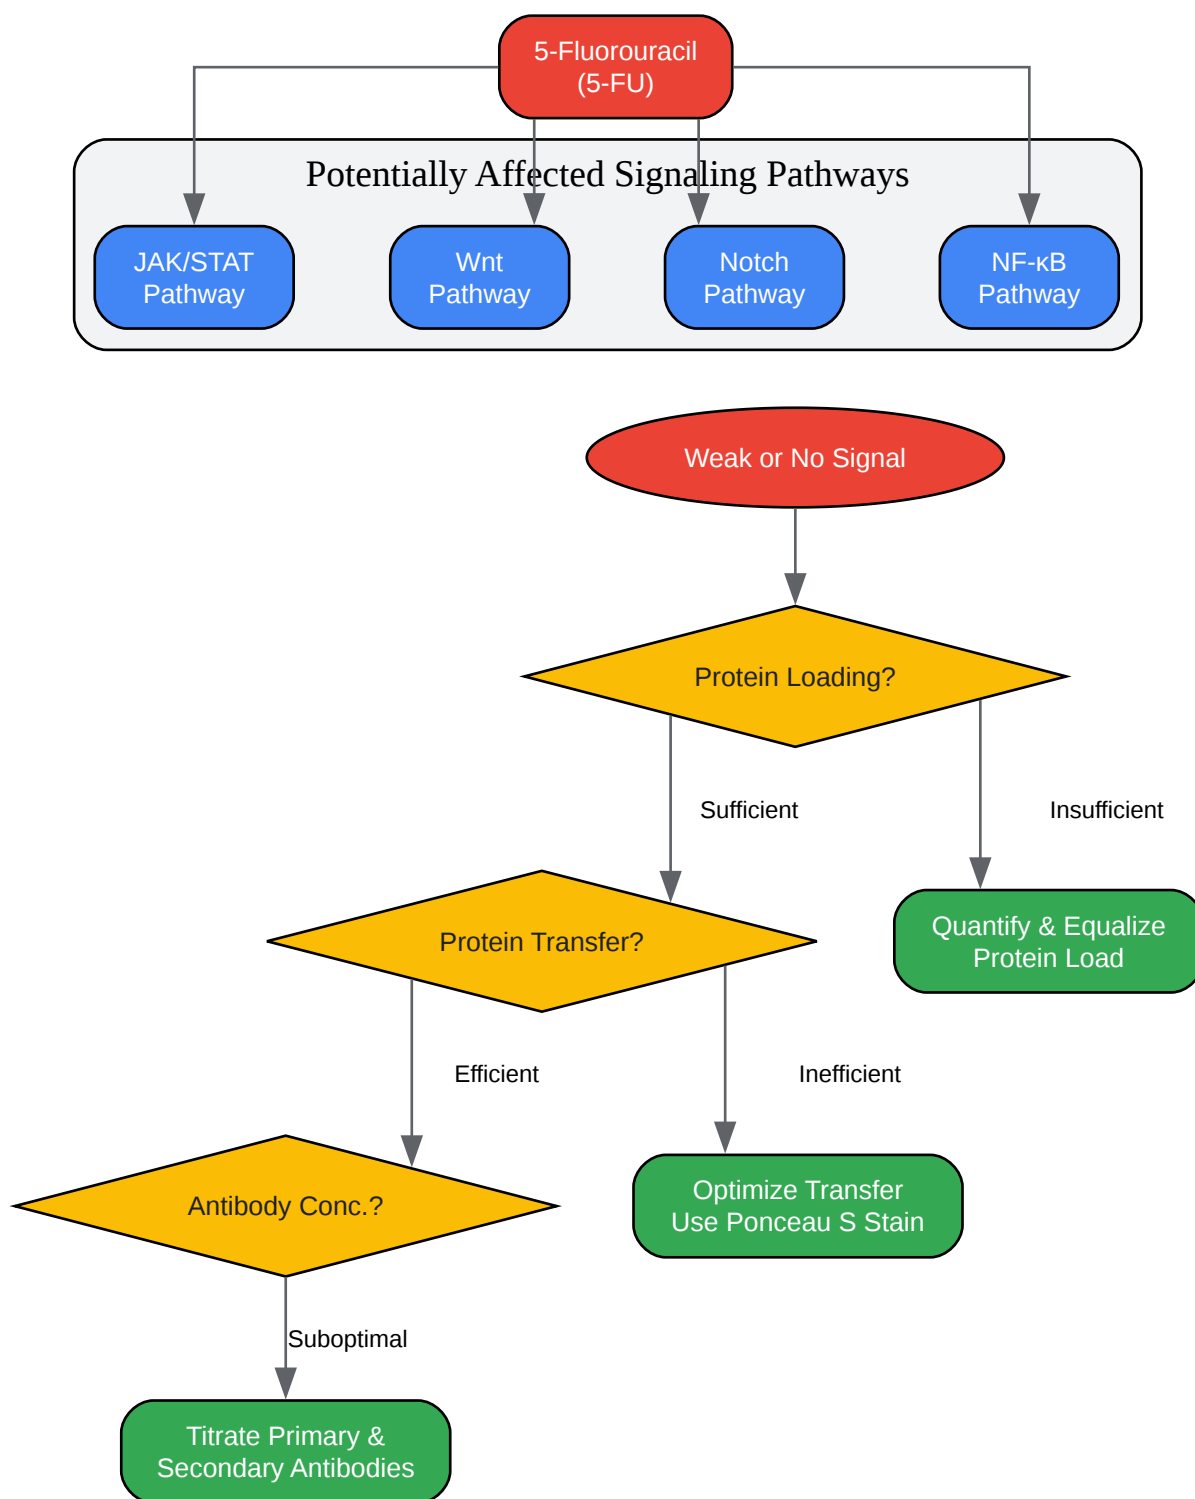 5-Fluorouracil
(5-FU)
Potentially Affected Signaling Pathways
JAK/STAT
Pathway
Wnt
Pathway
Notch
Pathway
NF-κB
Pathway
Weak or No Signal
Protein Loading?
Sufficient
Insufficient
Quantify & Equalize
Protein Load
Protein Transfer?
Efficient
Inefficient
Optimize Transfer
Use Ponceau S Stain
Antibody Conc.?
Suboptimal
Titrate Primary &
Secondary Antibodies